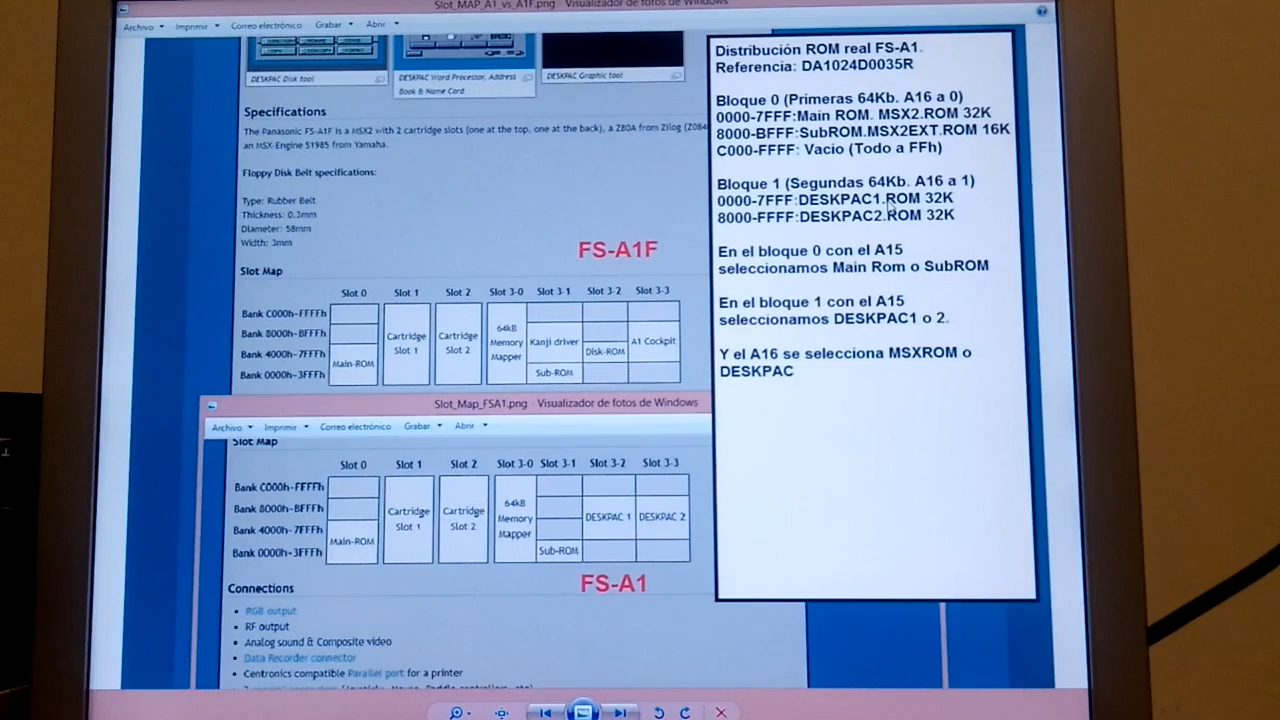 Slot_MAP_A1_vs_A1F.png - Visualizador de fotos de Windows
Archivo Imprimir Correo electrónico Grabar Abrir
DESKPAC Disk tool
DESKPAC Word Processor, Address
Book & Name Card
DESKPAC Graphic tool
Specifications
The Panasonic FS-A1F is a MSX2 with 2 cartridge slots (one at the top, one at the back), a Z80A from Zilog (Z084
an MSX-Engine S1985 from Yamaha.
Floppy Disk Belt specifications:
Type: Rubber Belt
Thickness: 0.3mm
Diameter: 58mm
Width: 3mm
FS-A1F
Slot Map
Slot 0 Slot 1 Slot 2 Slot 3-0 Slot 3-1 Slot 3-2 Slot 3-3
Bank C000h~FFFFh
Bank 8000h~BFFFh
Bank 4000h~7FFFh
Bank 0000h~3FFFh
Main-ROM
Cartridge
Slot 1
Cartridge
Slot 2
64kB
Memory
Mapper
Kanji driver
Sub-ROM
Disk-ROM
A1 Cockpit
Slot_Map_FSA1.png - Visualizador de fotos de Windows
Archivo Imprimir Correo electrónico Grabar Abrir
Slot Map
Slot 0 Slot 1 Slot 2 Slot 3-0 Slot 3-1 Slot 3-2 Slot 3-3
Bank C000h~FFFFh
Bank 8000h~BFFFh
Bank 4000h~7FFFh
Bank 0000h~3FFFh
Main-ROM
Cartridge
Slot 1
Cartridge
Slot 2
64kB
Memory
Mapper
Sub-ROM
DESKPAC 1
DESKPAC 2
FS-A1
Connections
RGB output
RF output
Analog sound & Composite video
Data Recorder connector
Centronics compatible Parallel port for a printer
Distribución ROM real FS-A1.
Referencia: DA1024D0035R
Bloque 0 (Primeras 64Kb. A16 a 0)
0000-7FFF:Main ROM. MSX2.ROM 32K
8000-BFFF:SubROM.MSX2EXT.ROM 16K
C000-FFFF: Vacio (Todo a FFh)
Bloque 1 (Segundas 64Kb. A16 a 1)
0000-7FFF:DESKPAC1.ROM 32K
8000-FFFF:DESKPAC2.ROM 32K
En el bloque 0 con el A15
seleccionamos Main Rom o SubROM
En el bloque 1 con el A15
seleccionamos DESKPAC1 o 2.
Y el A16 se selecciona MSXROM o
DESKPAC